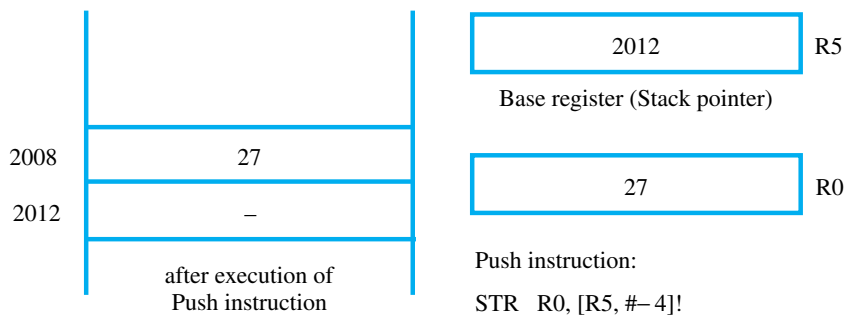 2012 R5
Base register (Stack pointer)
2008 27
27 R0
2012 –
Push instruction:
after execution of
Push instruction
STR R0, [R5, #– 4]!